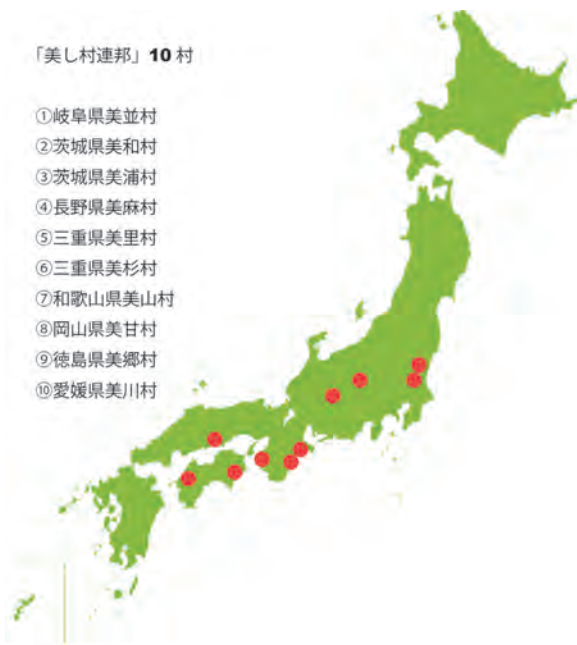 「美し村連邦」10 村
①岐阜県美並村
②茨城県美和村
③茨城県美浦村
④長野県美麻村
⑤三重県美里村
⑥三重県美杉村
⑦和歌山県美山村
⑧岡山県美甘村
⑨徳島県美郷村
⑩愛媛県美川村